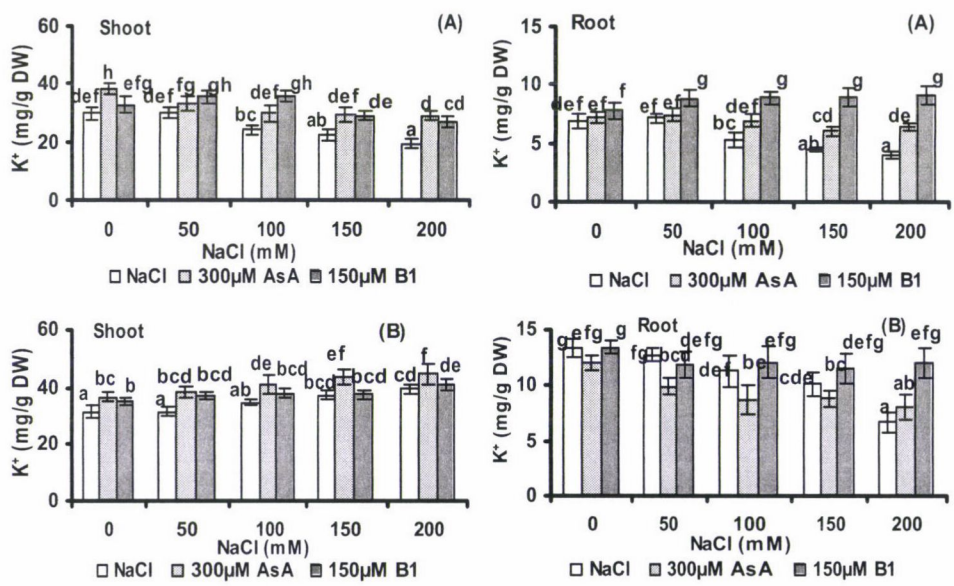 Shoot (A)
K⁺ (mg/g DW)
60
40
20
0
def h efg
def fg gh
bc def gh
ab def de
a d cd
0 50 100 150 200
NaCl (mM)
NaCl 300µM AsA 150µM B1
Root (A)
K⁺ (mg/g DW)
15
10
5
0
def ef f
ef ef g
bc def g
ab cd g
a de g
0 50 100 150 200
NaCl (mM)
NaCl 300µM AsA 150µM B1
Shoot (B)
K⁺ (mg/g DW)
60
40
20
0
a bc b
a bcd bcd
ab de bcd
bcd ef bcd
cd f de
0 50 100 150 200
NaCl (mM)
NaCl 300µM AsA 150µM B1
Root (B)
K⁺ (mg/g DW)
15
10
5
0
g efg g
fg bcd defg
def bc efg
cde bc defg
a ab efg
0 50 100 150 200
NaCl (mM)
NaCl 300µM AsA 150µM B1